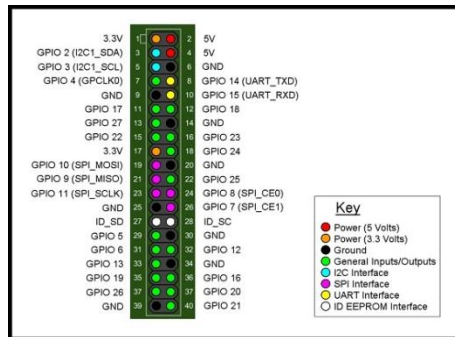 3.3V 1 2 5V
GPIO 2 (I2C1_SDA) 3 4 5V
GPIO 3 (I2C1_SCL) 5 6 GND
GPIO 4 (GPCLK0) 7 8 GPIO 14 (UART_TXD)
GND 9 10 GPIO 15 (UART_RXD)
GPIO 17 11 12 GPIO 18
GPIO 27 13 14 GND
GPIO 22 15 16 GPIO 23
3.3V 17 18 GPIO 24
GPIO 10 (SPI_MOSI) 19 20 GND
GPIO 9 (SPI_MISO) 21 22 GPIO 25
GPIO 11 (SPI_SCLK) 23 24 GPIO 8 (SPI_CE0)
GND 25 26 GPIO 7 (SPI_CE1)
ID_SD 27 28 ID_SC
GPIO 5 29 30 GND
GPIO 6 31 32 GPIO 12
GPIO 13 33 34 GND
GPIO 19 35 36 GPIO 16
GPIO 26 37 37 GPIO 20
GND 39 40 GPIO 21
Key
Power (5 Volts)
Power (3.3 Volts)
Ground
General Inputs/Outputs
I2C Interface
SPI Interface
UART Interface
ID EEPROM Interface